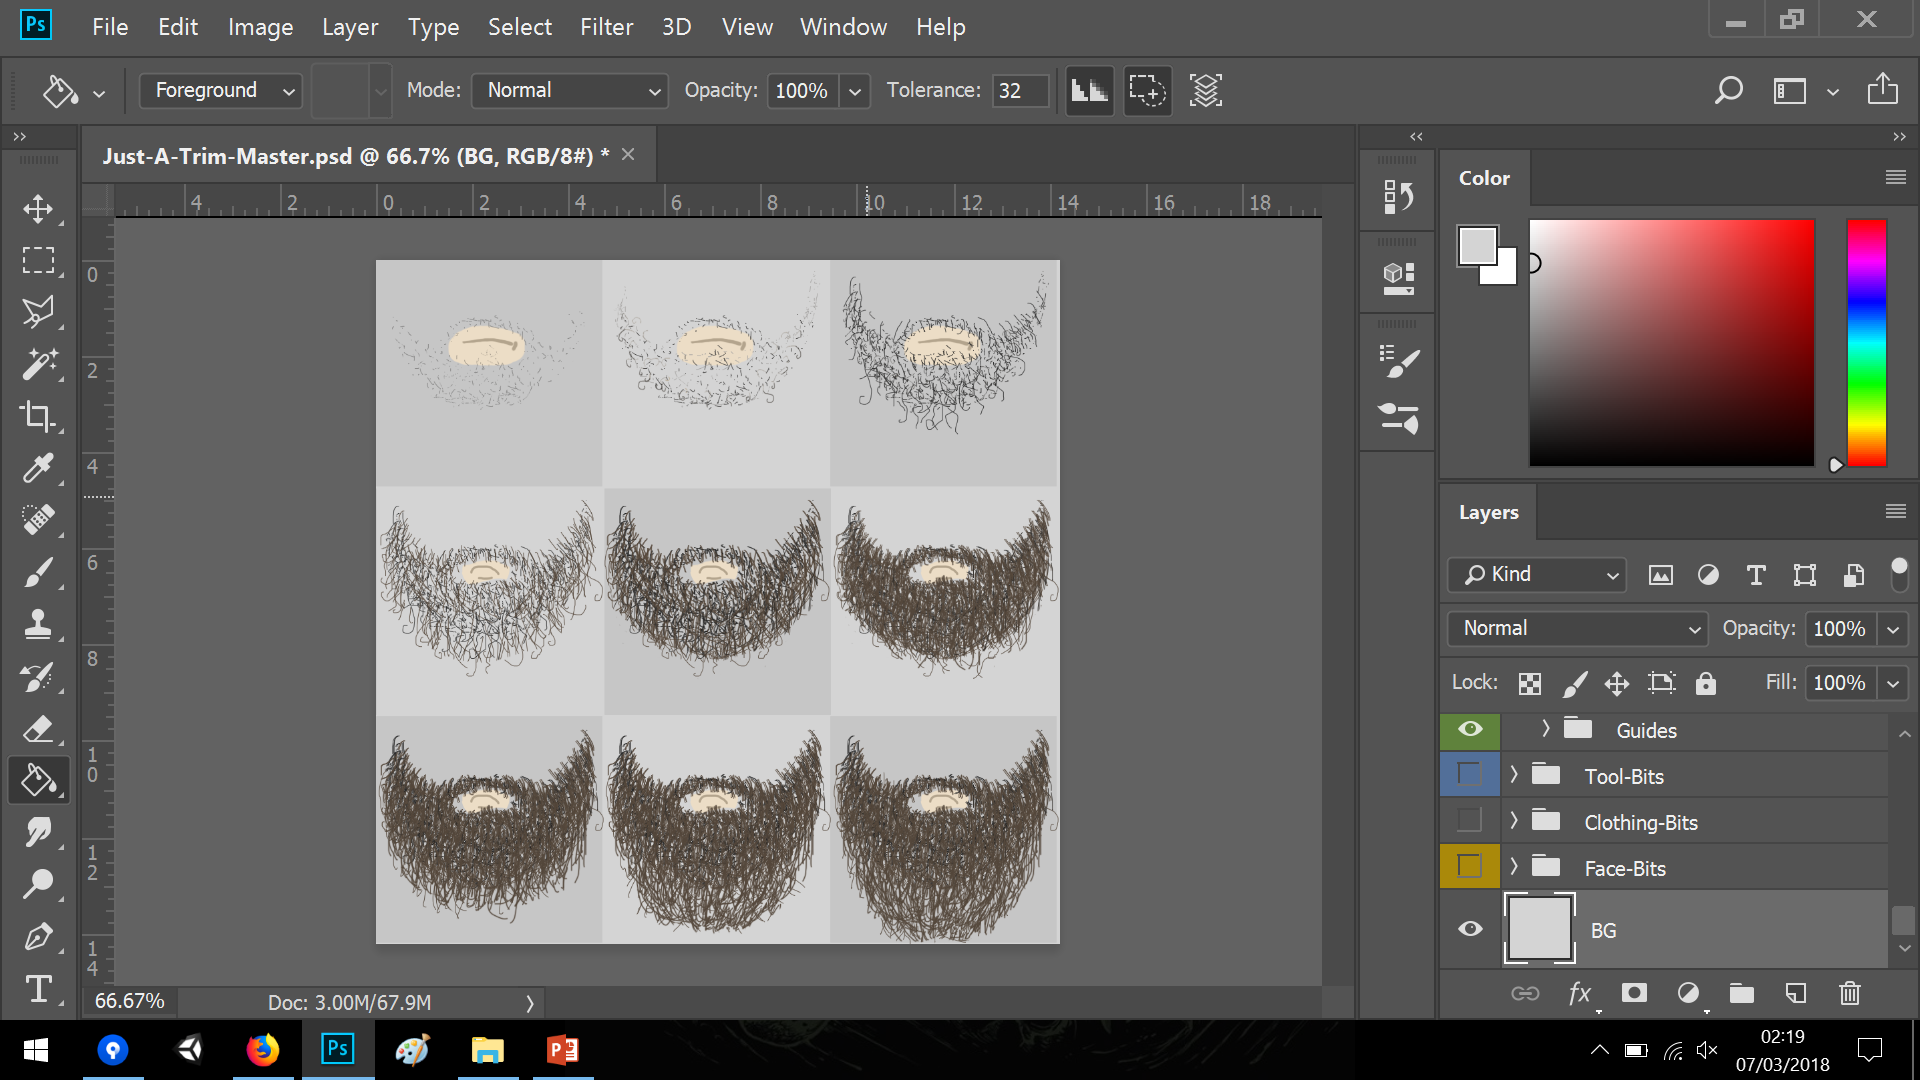 Ps File Edit Image Layer Type Select Filter 3D View Window Help
Foreground Mode: Normal Opacity: 100% Tolerance: 32
Just-A-Trim-Master.psd @ 66.7% (BG, RGB/8#) *
4 2 0 2 4 6 8 10 12 14 16 18
0
2
4
6
8
10
12
14
Color
Layers
Kind
Normal Opacity: 100%
Lock: Fill: 100%
Guides
Tool-Bits
Clothing-Bits
Face-Bits
BG
fx
66.67% Doc: 3.00M/67.9M
Ps
02:19
07/03/2018